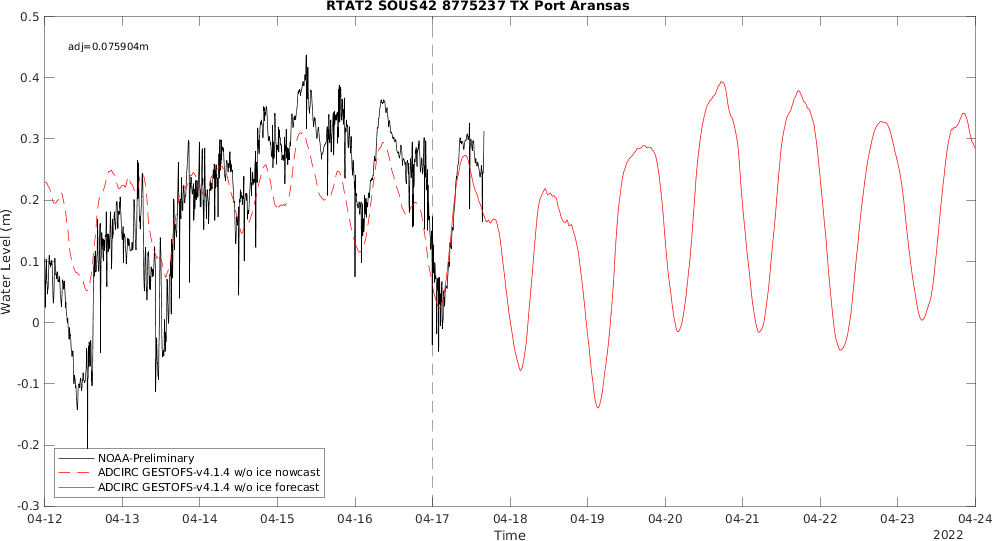 RTAT2 SOUS42 8775237 TX Port Aransas
0.5
adj=0.075904m
0.4
0.3
0.2
0.1
0
-0.1
-0.2
-0.3
Water Level (m)
NOAA-Preliminary
ADCIRC GESTOFS-v4.1.4 w/o ice nowcast
ADCIRC GESTOFS-v4.1.4 w/o ice forecast
04-12 04-13 04-14 04-15 04-16 04-17 04-18 04-19 04-20 04-21 04-22 04-23 04-24
Time
2022